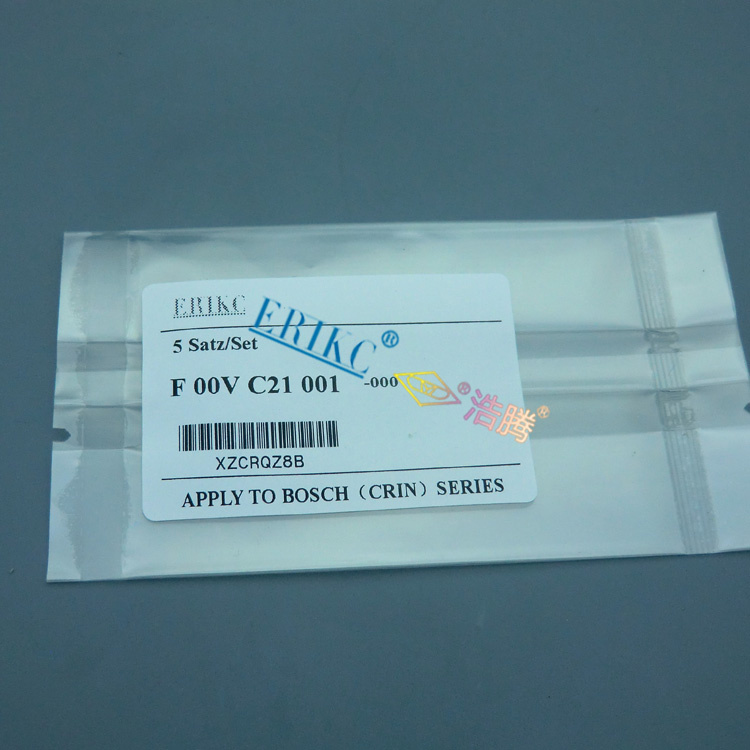 ERIKC
ERIKC®
5 Satz/Set
F 00V C21 001 -000
®浩腾®
XZCRQZ8B
APPLY TO BOSCH（CRIN）SERIES